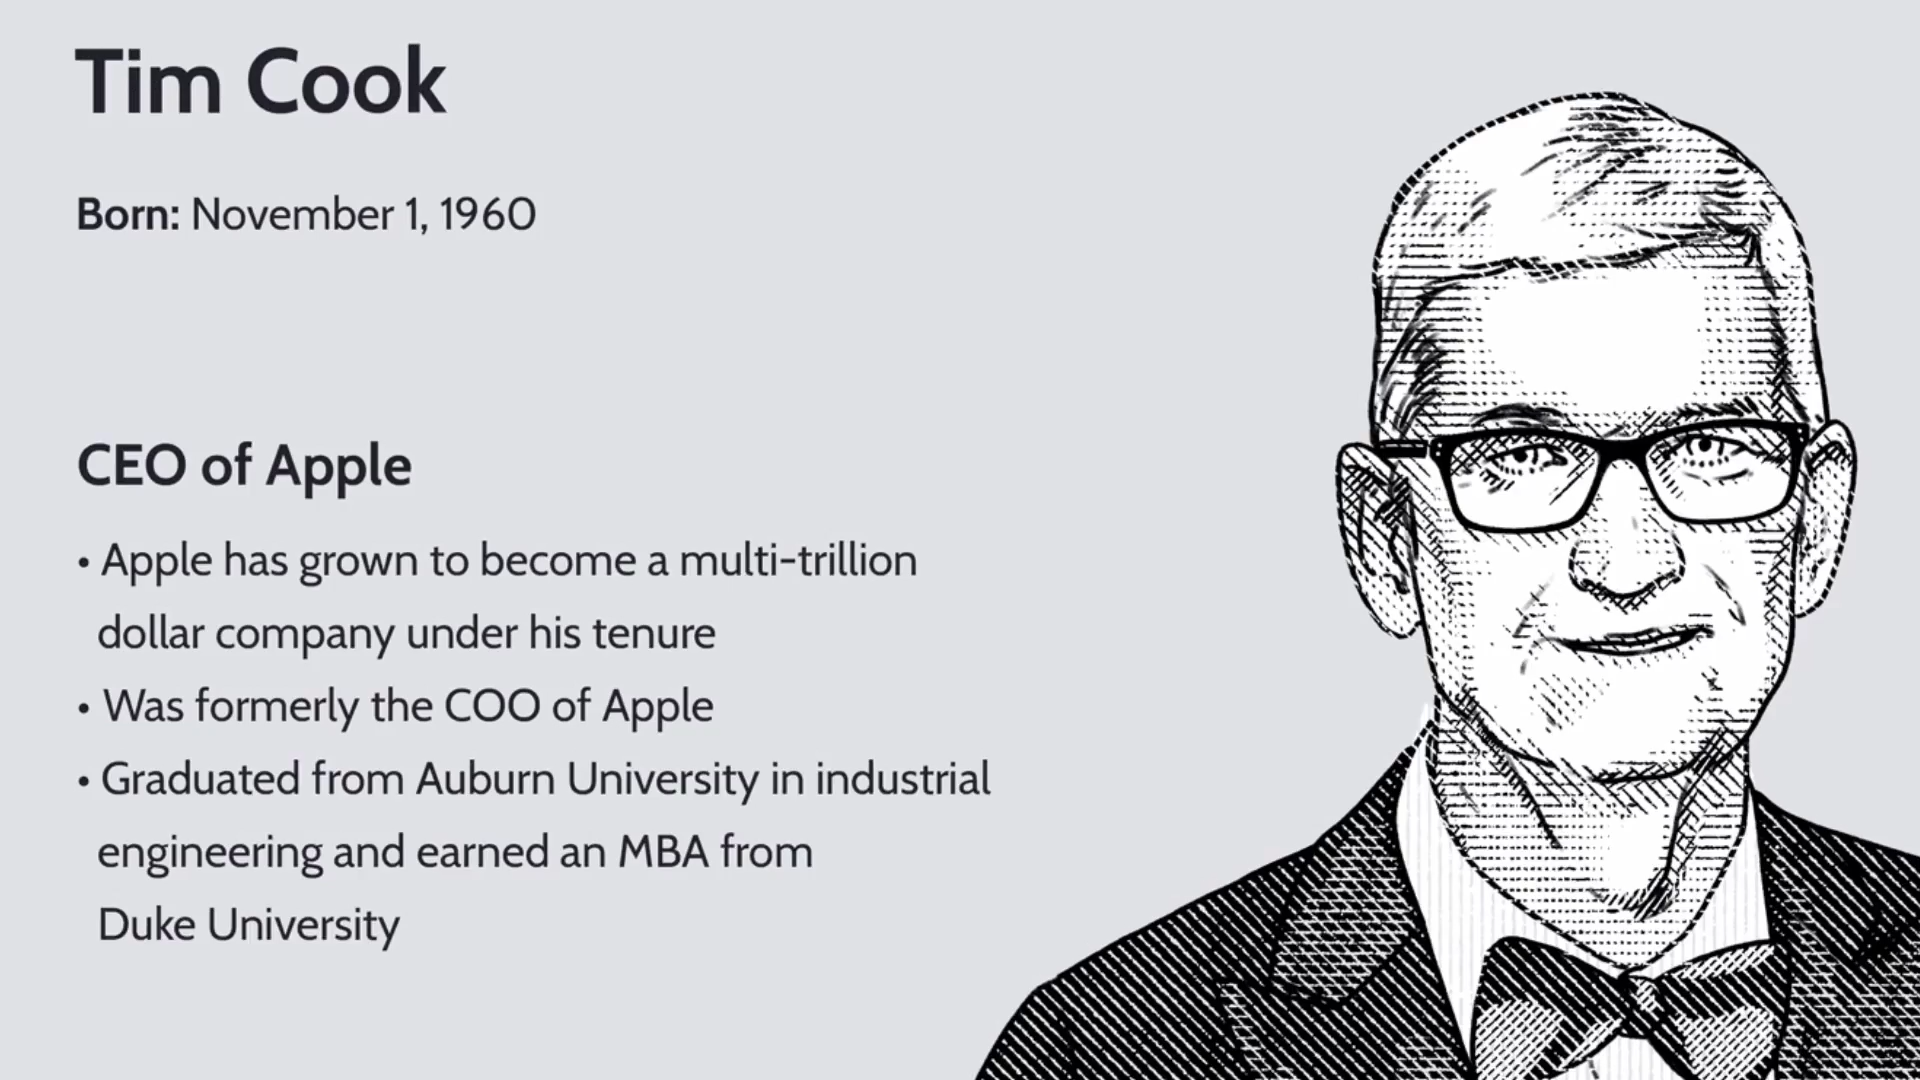 Tim Cook
Born: November 1, 1960
CEO of Apple
• Apple has grown to become a multi-trillion
dollar company under his tenure
• Was formerly the COO of Apple
• Graduated from Auburn University in industrial
engineering and earned an MBA from
Duke University